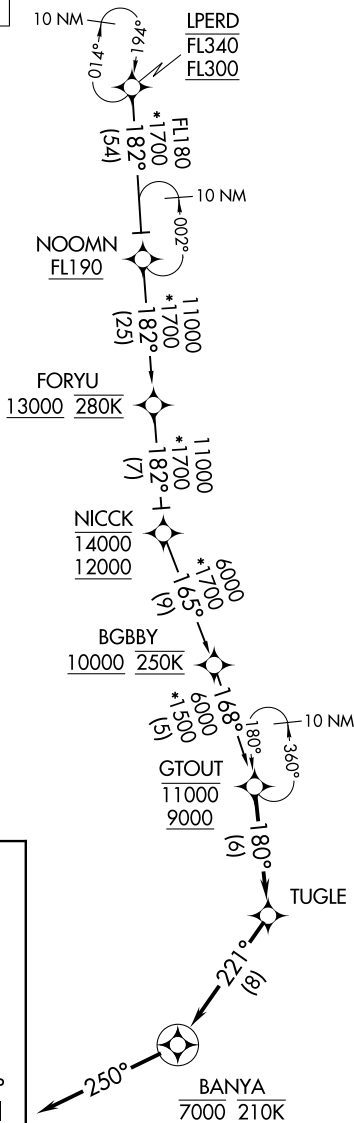 10 NM
014°
194°
LPERD
FL340
FL300
FL180
*1700
182°
(54)
10 NM
002°
NOOMN
FL190
11000
*1700
182°
(25)
FORYU
13000 280K
11000
*1700
182°
(7)
NICCK
14000
12000
6000
*1700
165°
(9)
BGBBY
10000 250K
168°
6000
*1500
(5)
180°
10 NM
360°
GTOUT
11000
9000
180°
(6)
TUGLE
221°
(8)
250°
BANYA
7000 210K